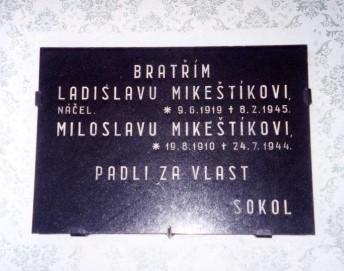 BRATŘÍM
LADISLAVU MIKEŠTÍKOVI,
NÁČEL. * 9.6.1919 † 8.2.1945.
MILOSLAVU MIKEŠTÍKOVI,
* 19.8.1910 † 24.7.1944.
PADLI ZA VLAST
SOKOL